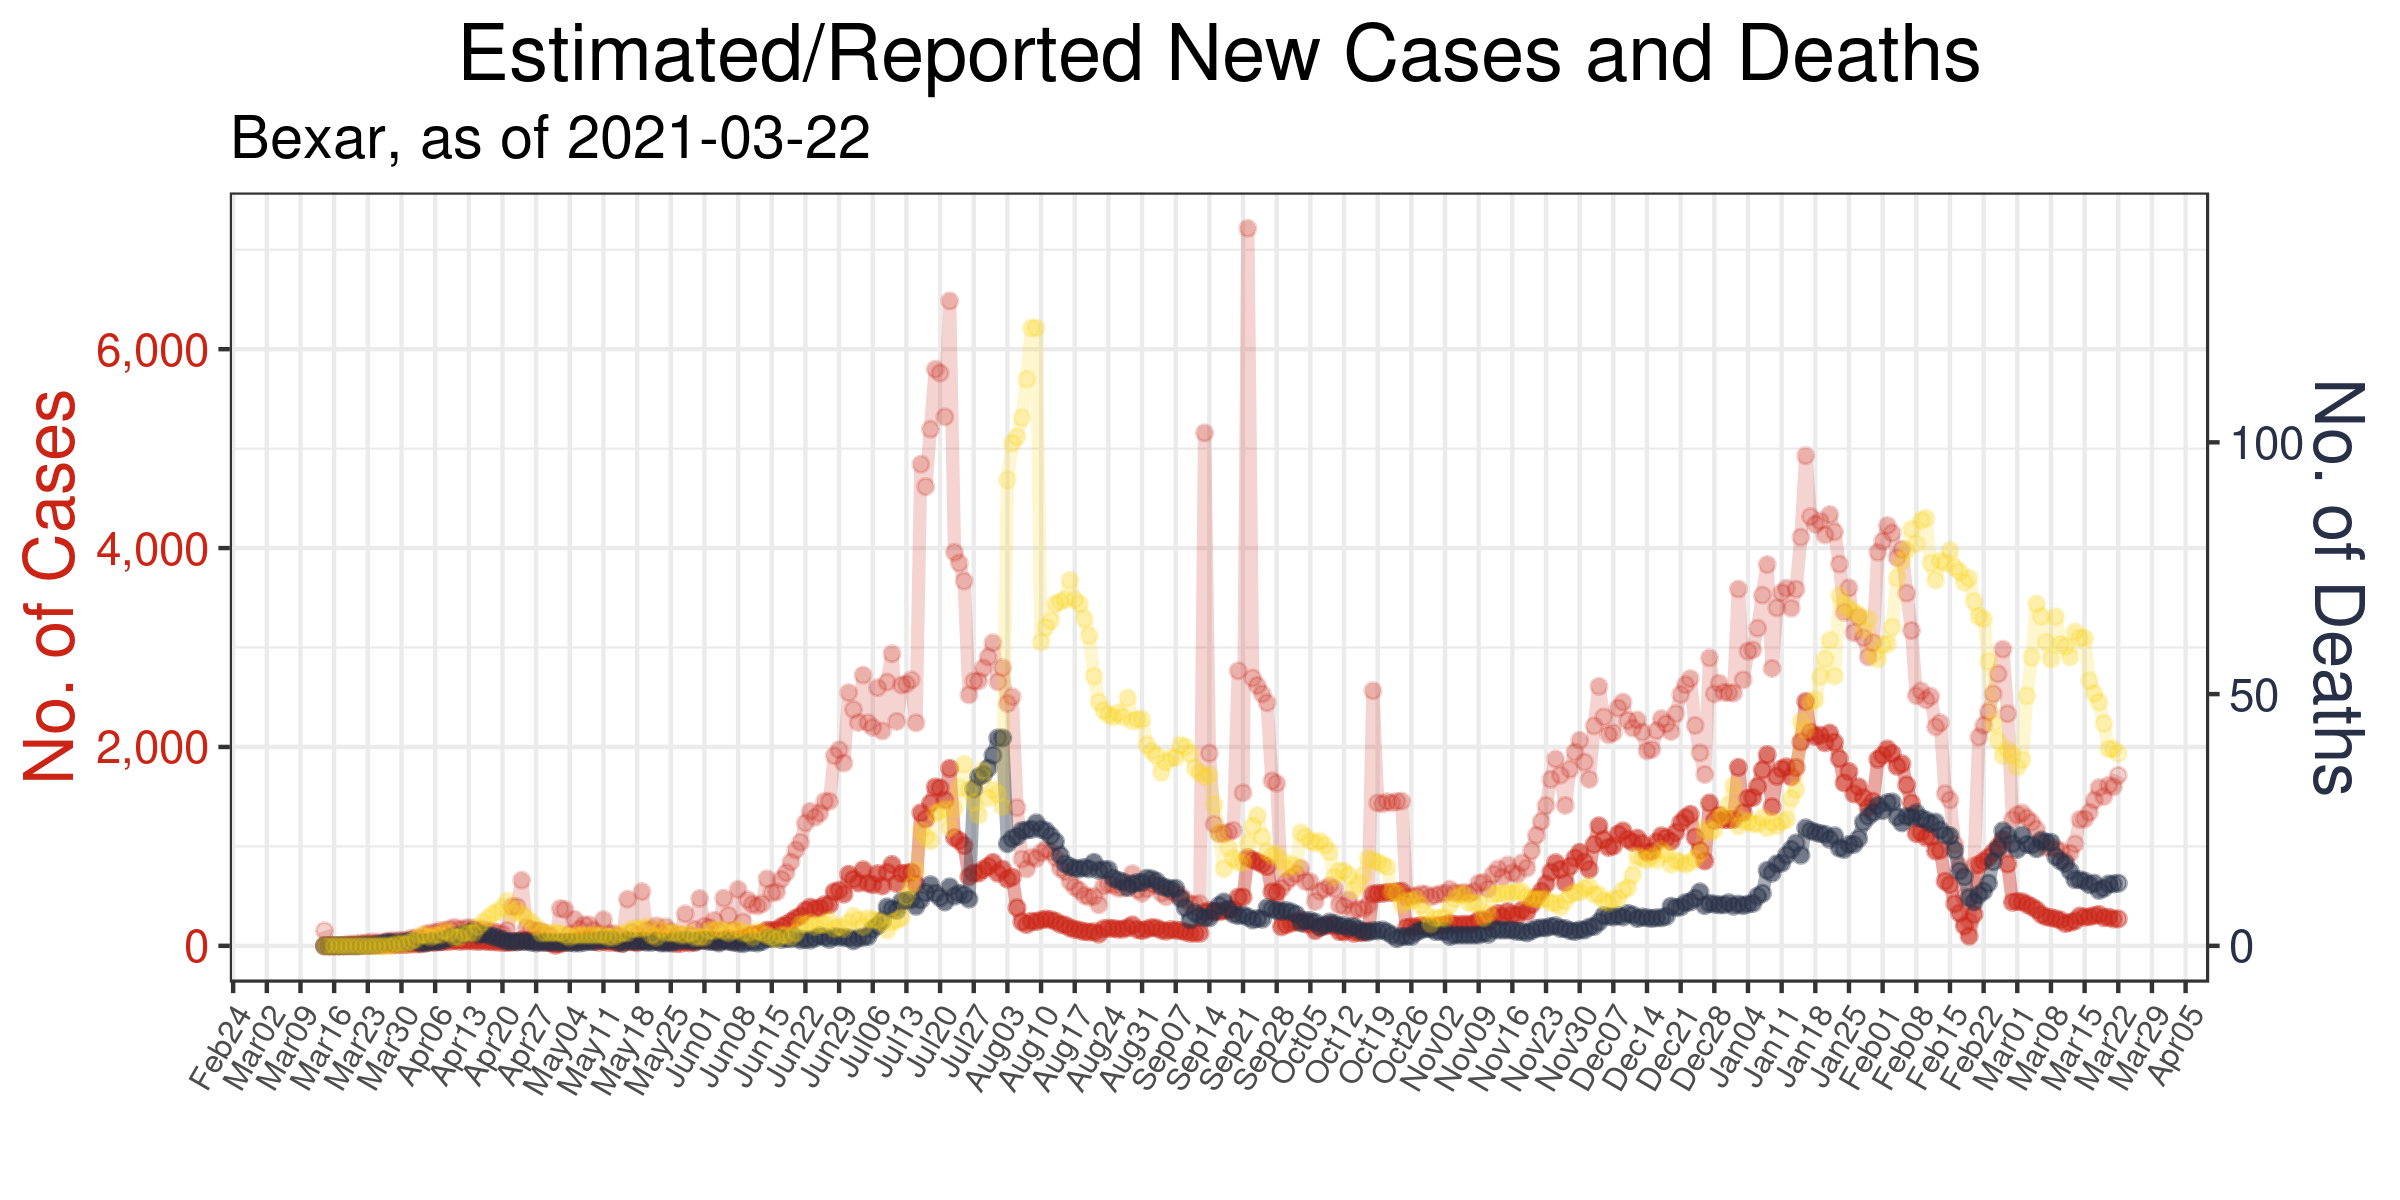 Estimated/Reported New Cases and Deaths
Bexar, as of 2021-03-22
No. of Cases
6,000
4,000
2,000
0
No. of Deaths
100
50
0
Feb24
Mar02
Mar09
Mar16
Mar23
Mar30
Apr06
Apr13
Apr20
Apr27
May04
May11
May18
May25
Jun01
Jun08
Jun15
Jun22
Jun29
Jul06
Jul13
Jul20
Jul27
Aug03
Aug10
Aug17
Aug24
Aug31
Sep07
Sep14
Sep21
Sep28
Oct05
Oct12
Oct19
Oct26
Nov02
Nov09
Nov16
Nov23
Nov30
Dec07
Dec14
Dec21
Dec28
Dec04
Jan11
Jan18
Jan25
Feb01
Feb08
Feb15
Feb22
Mar01
Mar08
Mar15
Mar22
Mar29
Apr05